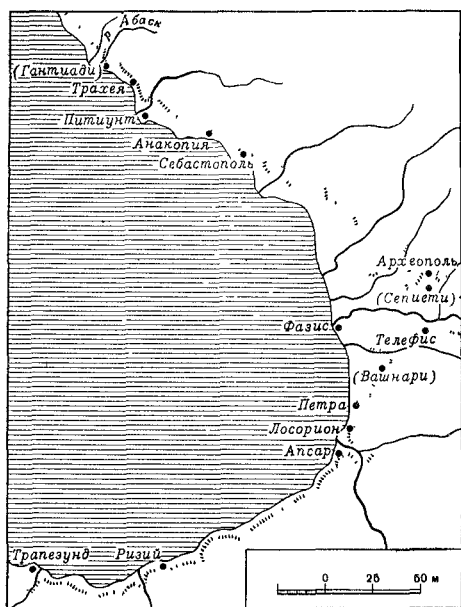 р. Абаск
(Гантиади)
Трахея
Питиунт
Анакопия
Себастополь
Археополь
(Сепиети)
Фазис
Телефис
(Вашнари)
Петра
Лосорион
Апсар
Трапезунд
Ризий
0 25 50 м